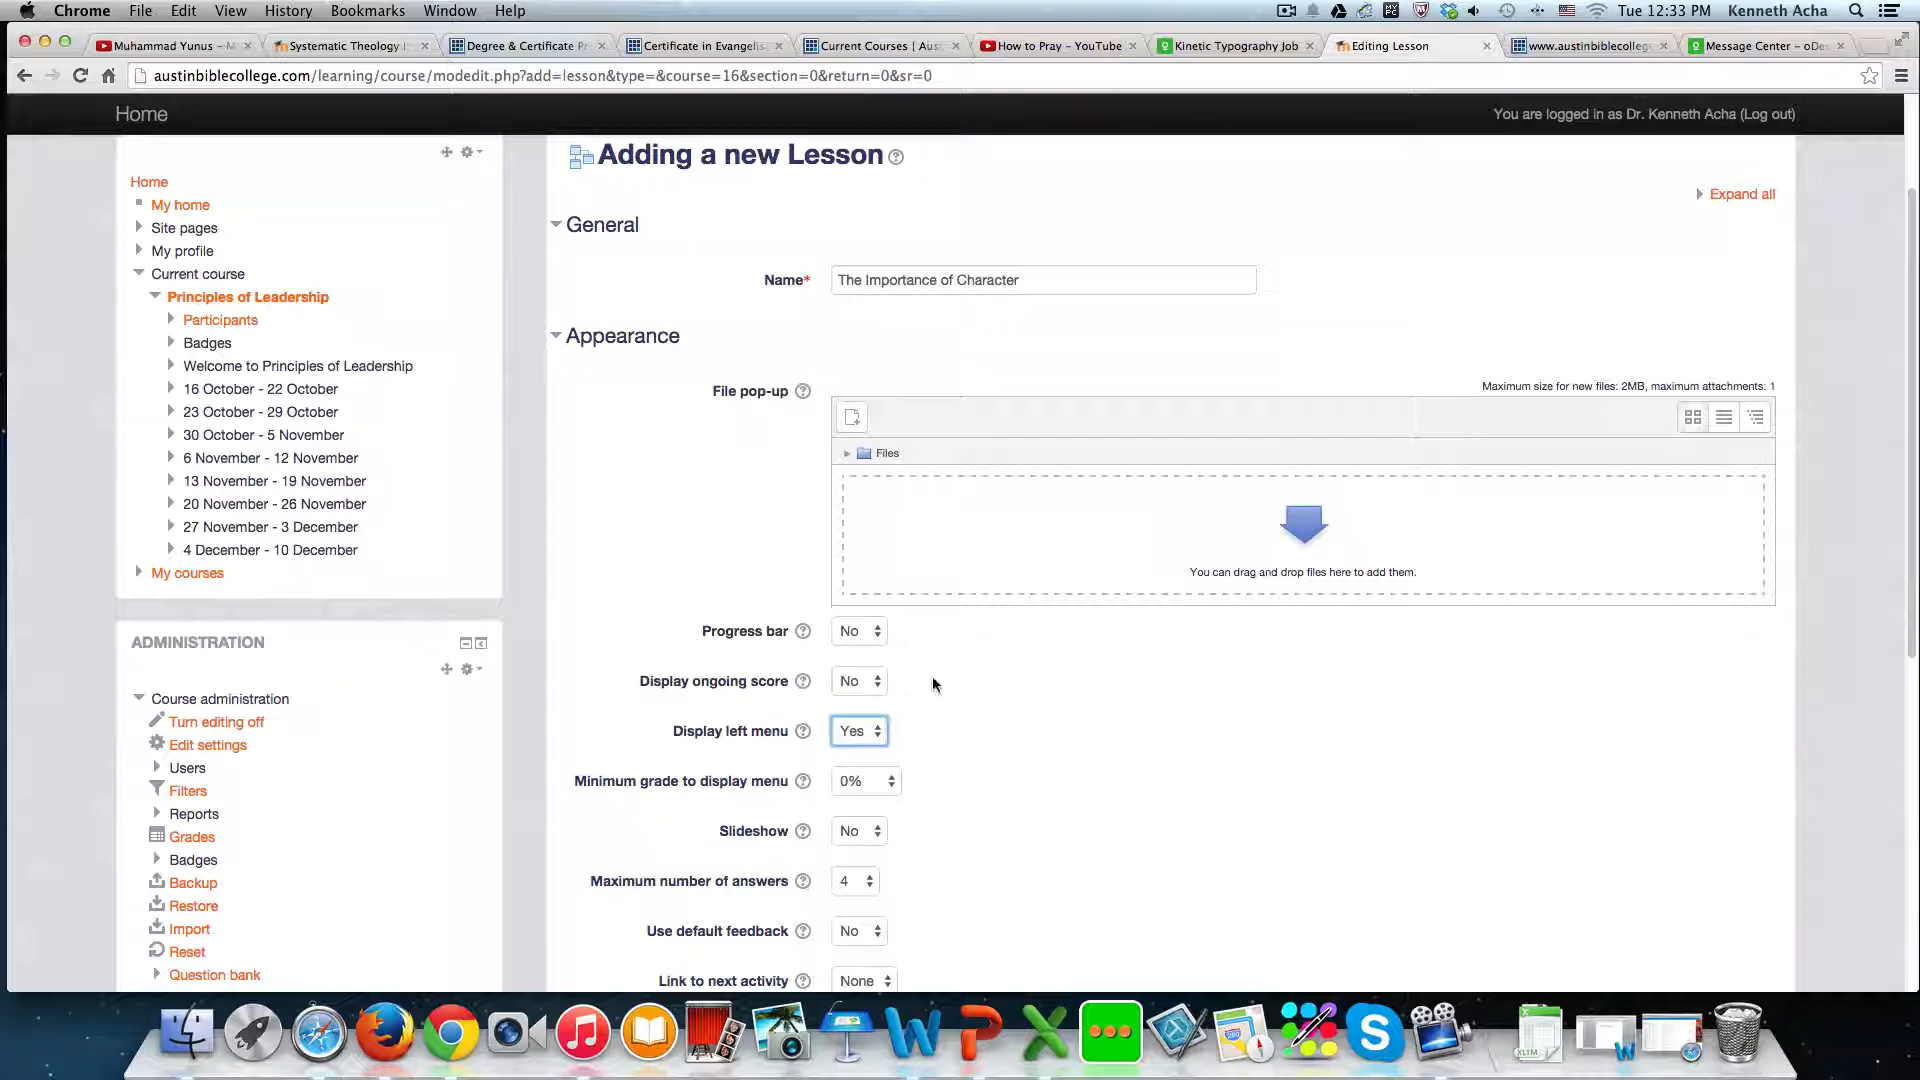 Chrome File Edit View History Bookmarks Window Help
Tue 12:33 PM Kenneth Acha
Muhammad Yunus - M
Systematic Theology
Degree & Certificate Pr
Certificate in Evangelis
Current Courses | Aus
How to Pray - YouTube
Kinetic Typography Job
Editing Lesson
www.austinbiblecolleg
Message Center - oDes
austinbiblecollege.com/learning/course/modedit.php?add=lesson&type=&course=16&section=0&return=0&sr=0
Home
You are logged in as Dr. Kenneth Acha (Log out)
Home
My home
Site pages
My profile
Current course
Principles of Leadership
Participants
Badges
Welcome to Principles of Leadership
16 October - 22 October
23 October - 29 October
30 October - 5 November
6 November - 12 November
13 November - 19 November
20 November - 26 November
27 November - 3 December
4 December - 10 December
My courses
ADMINISTRATION
Course administration
Turn editing off
Edit settings
Users
Filters
Reports
Grades
Badges
Backup
Restore
Import
Reset
Question bank
Adding a new Lesson
Expand all
General
Name* The Importance of Character
Appearance
File pop-up
Maximum size for new files: 2MB, maximum attachments: 1
Files
You can drag and drop files here to add them.
Progress bar No
Display ongoing score No
Display left menu Yes
Minimum grade to display menu 0%
Slideshow No
Maximum number of answers 4
Use default feedback No
Link to next activity None
XLTM